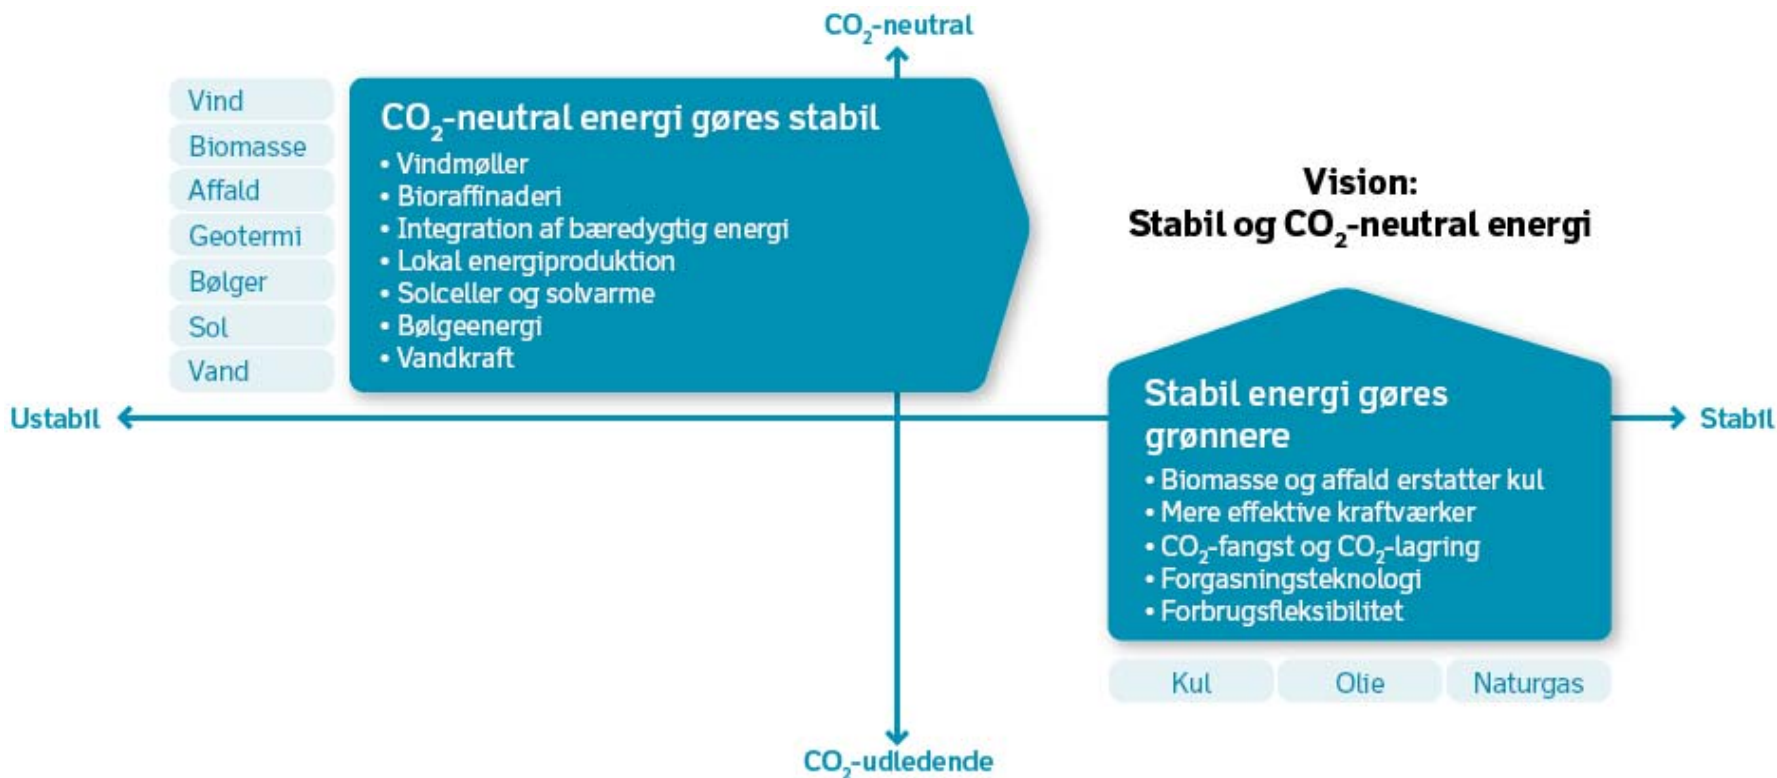 CO₂-neutral
Vind
Biomasse
Affald
Geotermi
Bølger
Sol
Vand
CO₂-neutral energi gøres stabil
• Vindmøller
• Bioraffinaderi
• Integration af bæredygtig energi
• Lokal energiproduktion
• Solceller og solvarme
• Bølgeenergi
• Vandkraft
Vision:
Stabil og CO₂-neutral energi
Ustabil
Stabil
Stabil energi gøres
grønnere
• Biomasse og affald erstatter kul
• Mere effektive kraftværker
• CO₂-fangst og CO₂-lagring
• Forgasningsteknologi
• Forbrugsfleksibilitet
Kul
Olie
Naturgas
CO₂-udledende